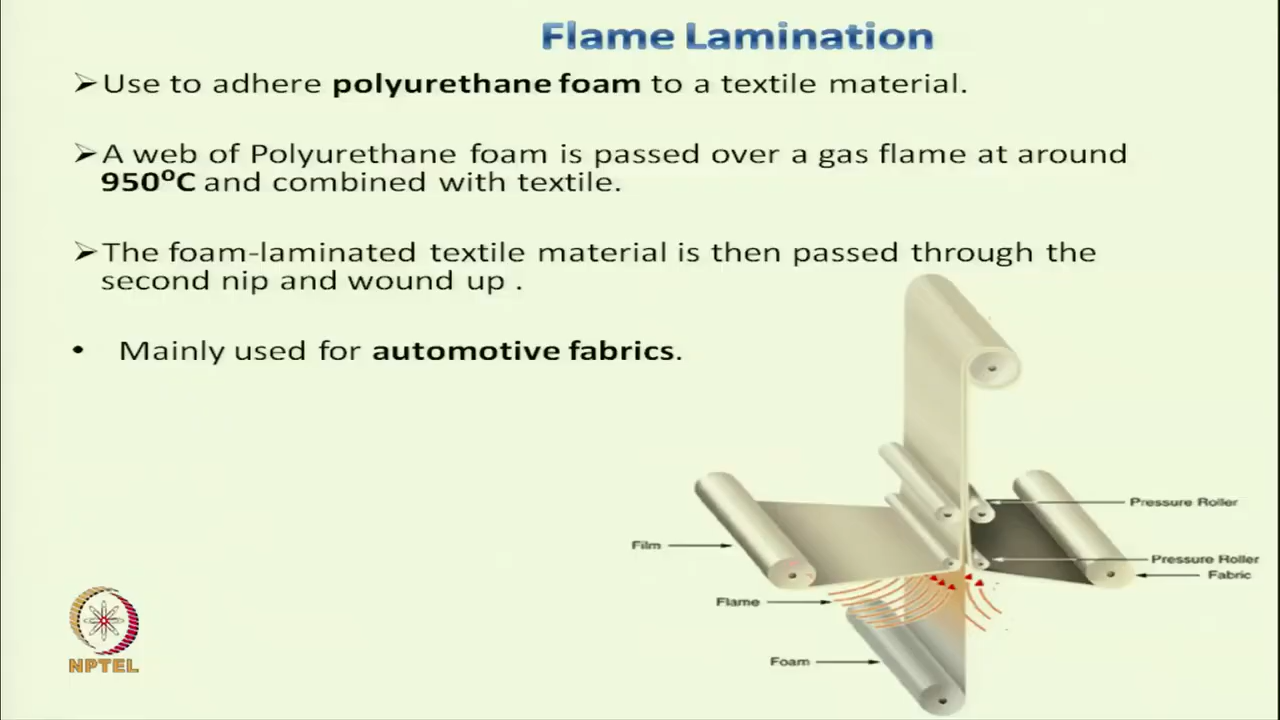 Flame Lamination
➢Use to adhere polyurethane foam to a textile material.
➢A web of Polyurethane foam is passed over a gas flame at around
950⁰C and combined with textile.
➢The foam-laminated textile material is then passed through the
second nip and wound up .
• Mainly used for automotive fabrics.
Pressure Roller
Film
Pressure Roller
Fabric
Flame
Foam
NPTEL